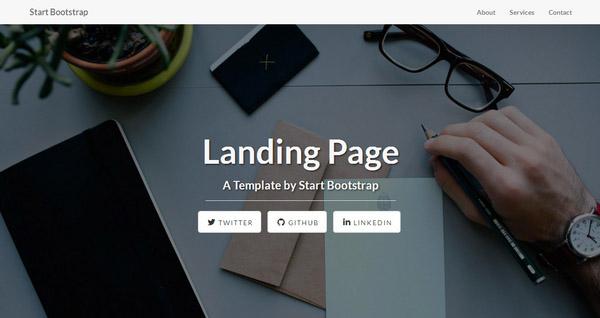 Start Bootstrap
About Services Contact
Landing Page
A Template by Start Bootstrap
TWITTER GITHUB LINKEDIN